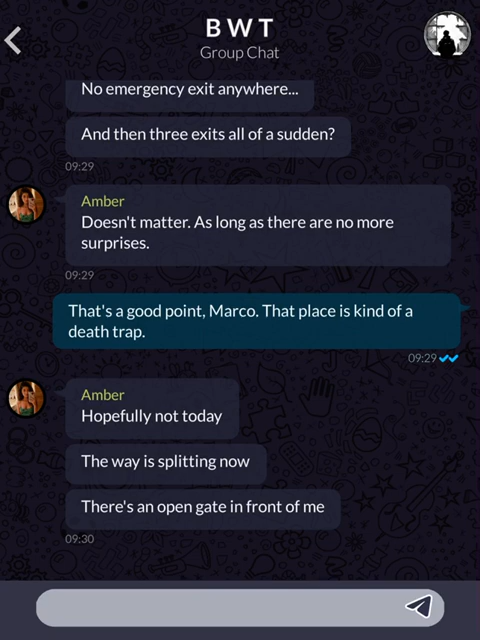 B W T
Group Chat
No emergency exit anywhere...
And then three exits all of a sudden?
09:29
Amber
Doesn't matter. As long as there are no more
surprises.
09:29
That's a good point, Marco. That place is kind of a
death trap.
09:29
Amber
Hopefully not today
The way is splitting now
There's an open gate in front of me
09:30